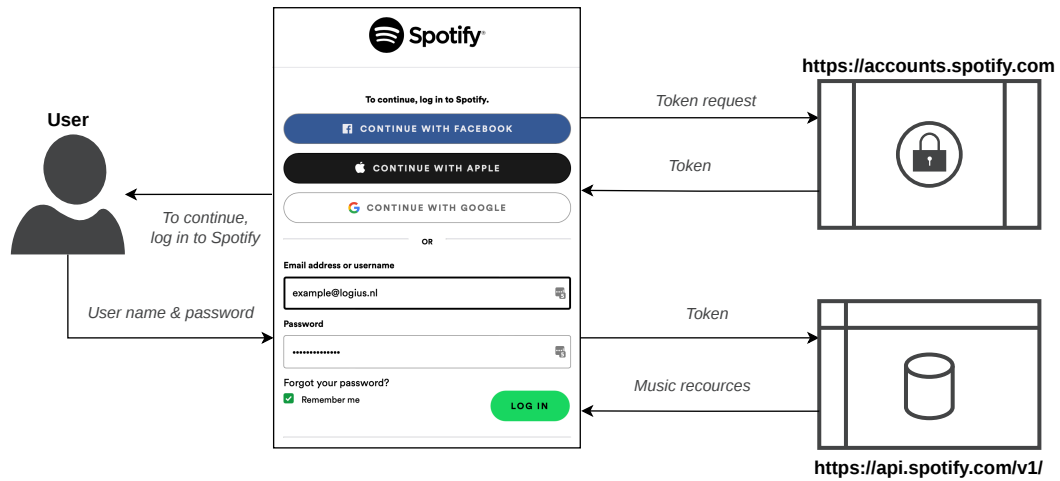 Spotify
https://accounts.spotify.com
To continue, log in to Spotify.
Token request
User
CONTINUE WITH FACEBOOK
CONTINUE WITH APPLE
Token
CONTINUE WITH GOOGLE
To continue,
log in to Spotify
OR
Email address or username
example@logius.nl
User name & password
Token
Password
••••••••••••••
Forgot your password?
Music recources
Remember me
LOG IN
https://api.spotify.com/v1/